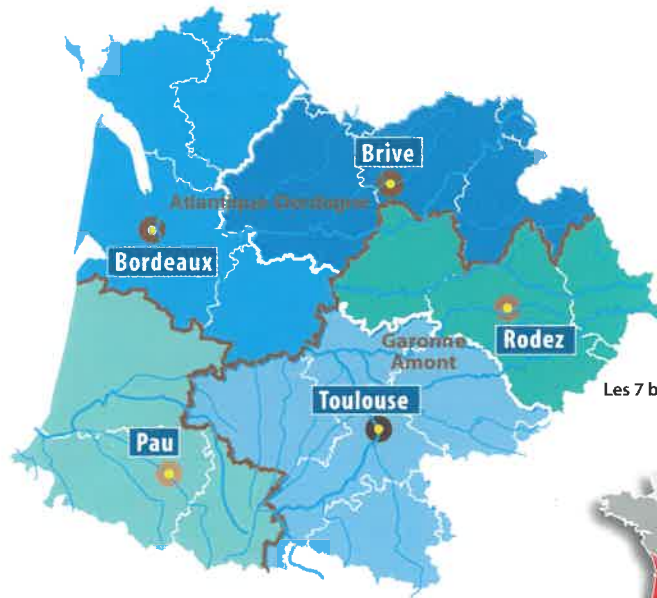 Brive
Atlantique-Dordogne
Bordeaux
Rodez
Garonne
Amont
Toulouse
Les 7 b
Pau